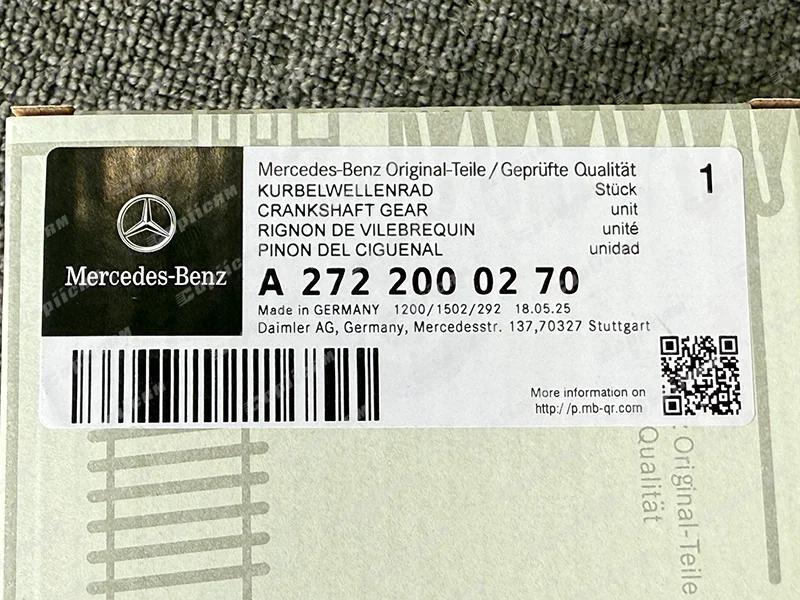 Mercedes-Benz
Mercedes-Benz Original-Teile / Geprüfte Qualität
KURBELWELLENRAD Stück
CRANKSHAFT GEAR unit
RIGNON DE VILEBREQUIN unité
PINON DEL CIGUENAL unidad
1
A 272 200 02 70
Made in GERMANY 1200/1502/292 18.05.25
Daimler AG, Germany, Mercedesstr. 137,70327 Stuttgart
More information on
http://p.mb-qr.com
Original-Teile
Qualität